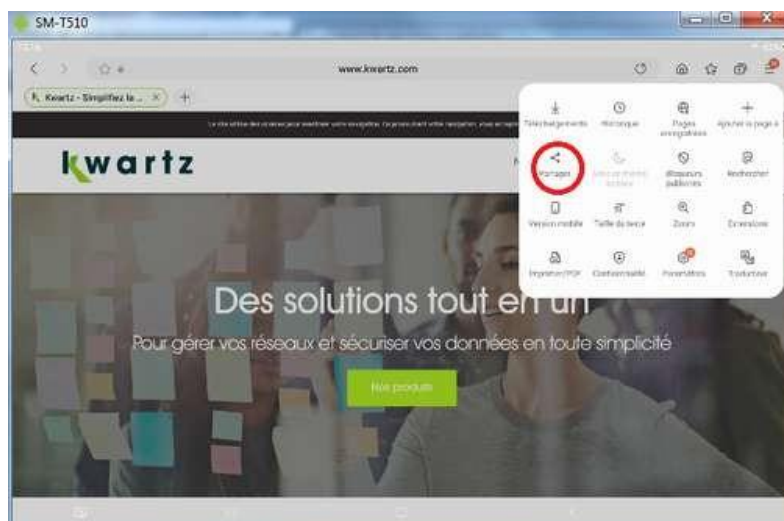 SM-T510
www.kwartz.com
Kwartz - Simplifiez la ...
kwartz
Téléchargements
Historique
Pages enregistrées
Ajouter la page à
Partager
Bloqueurs publicités
Rechercher
Version mobile
Taille du texte
Zoom
Extensions
Imprimer/PDF
Confidentialité
Paramètres
Traducteur
Des solutions tout en un
Pour gérer vos réseaux et sécuriser vos données en toute simplicité
Nos produits